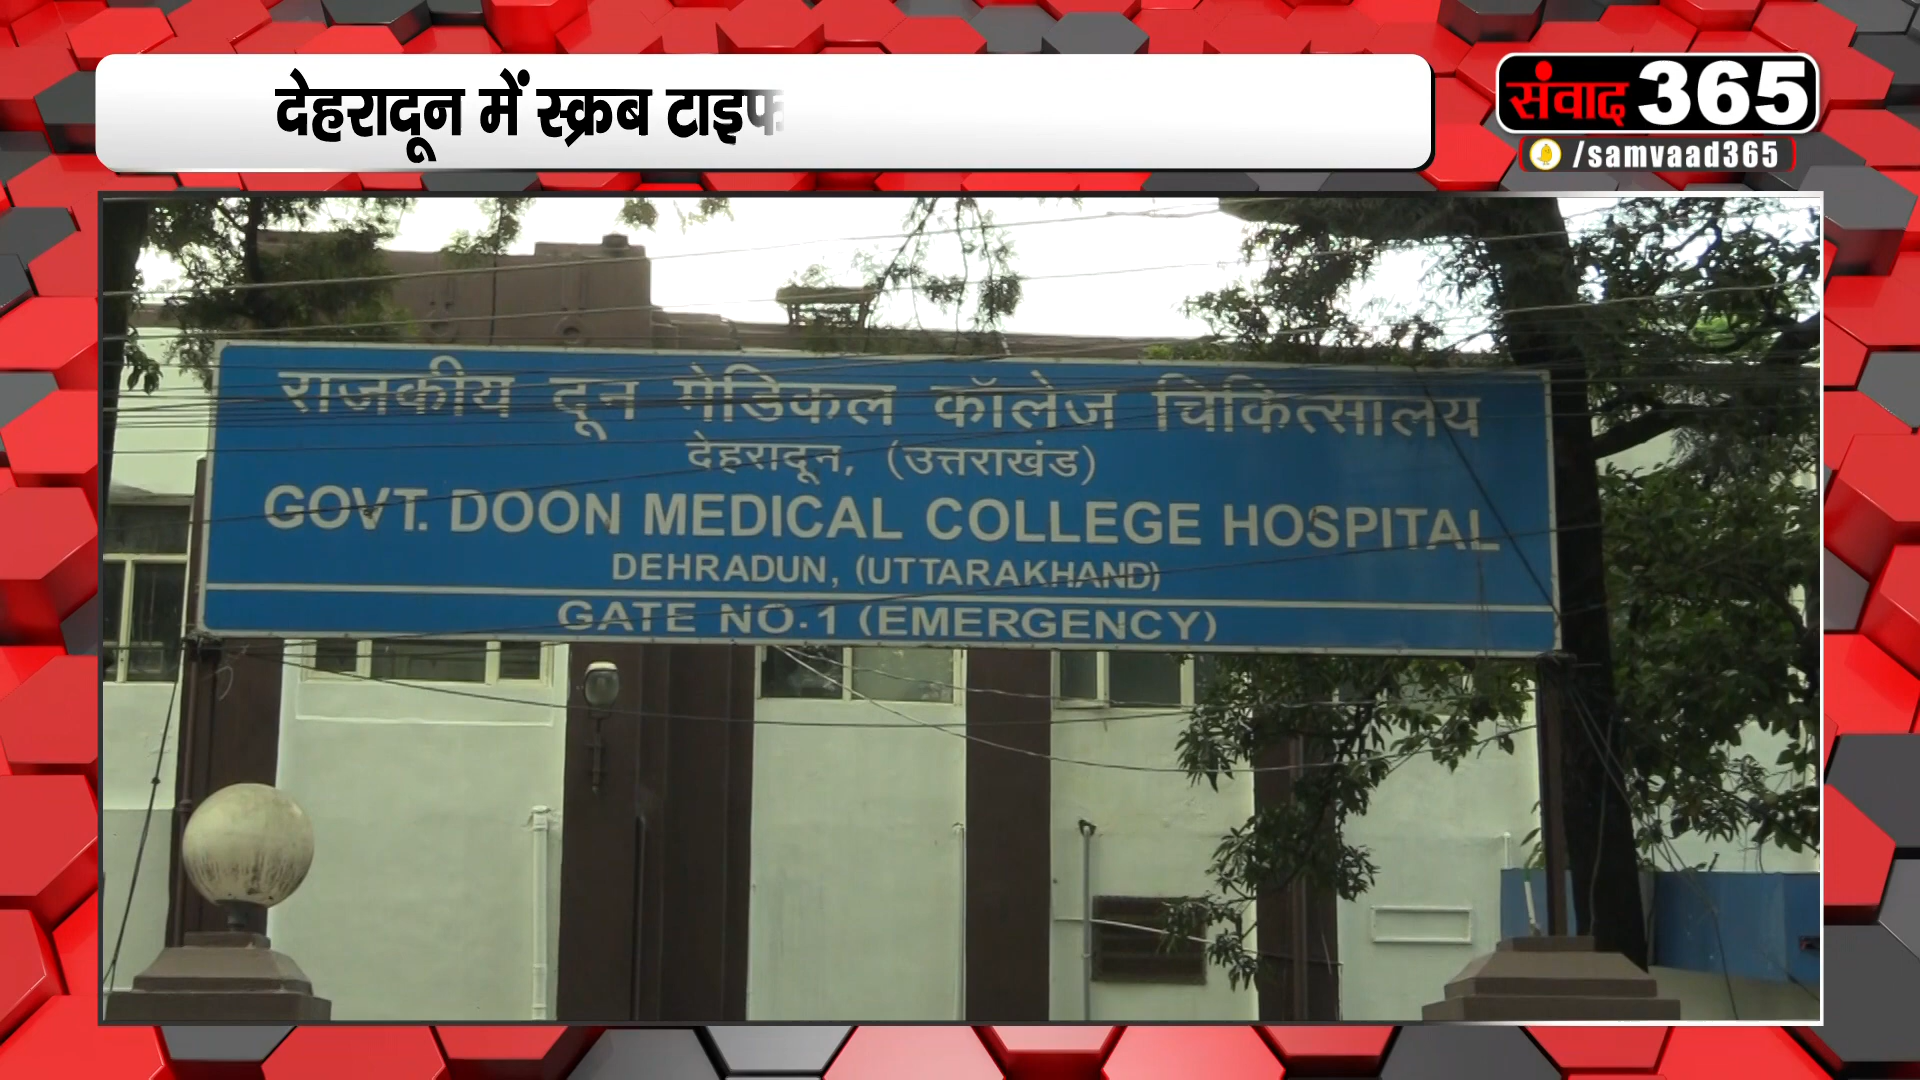 देहरादून में स्क्रब
संवाद 365
/samvaad365
राजकीय दून मेडिकल कॉलेज चिकित्सालय
देहरादून, (उत्तराखंड)
GOVT. DOON MEDICAL COLLEGE HOSPITAL
DEHRADUN, (UTTARAKHAND)
GATE NO.1 (EMERGENCY)